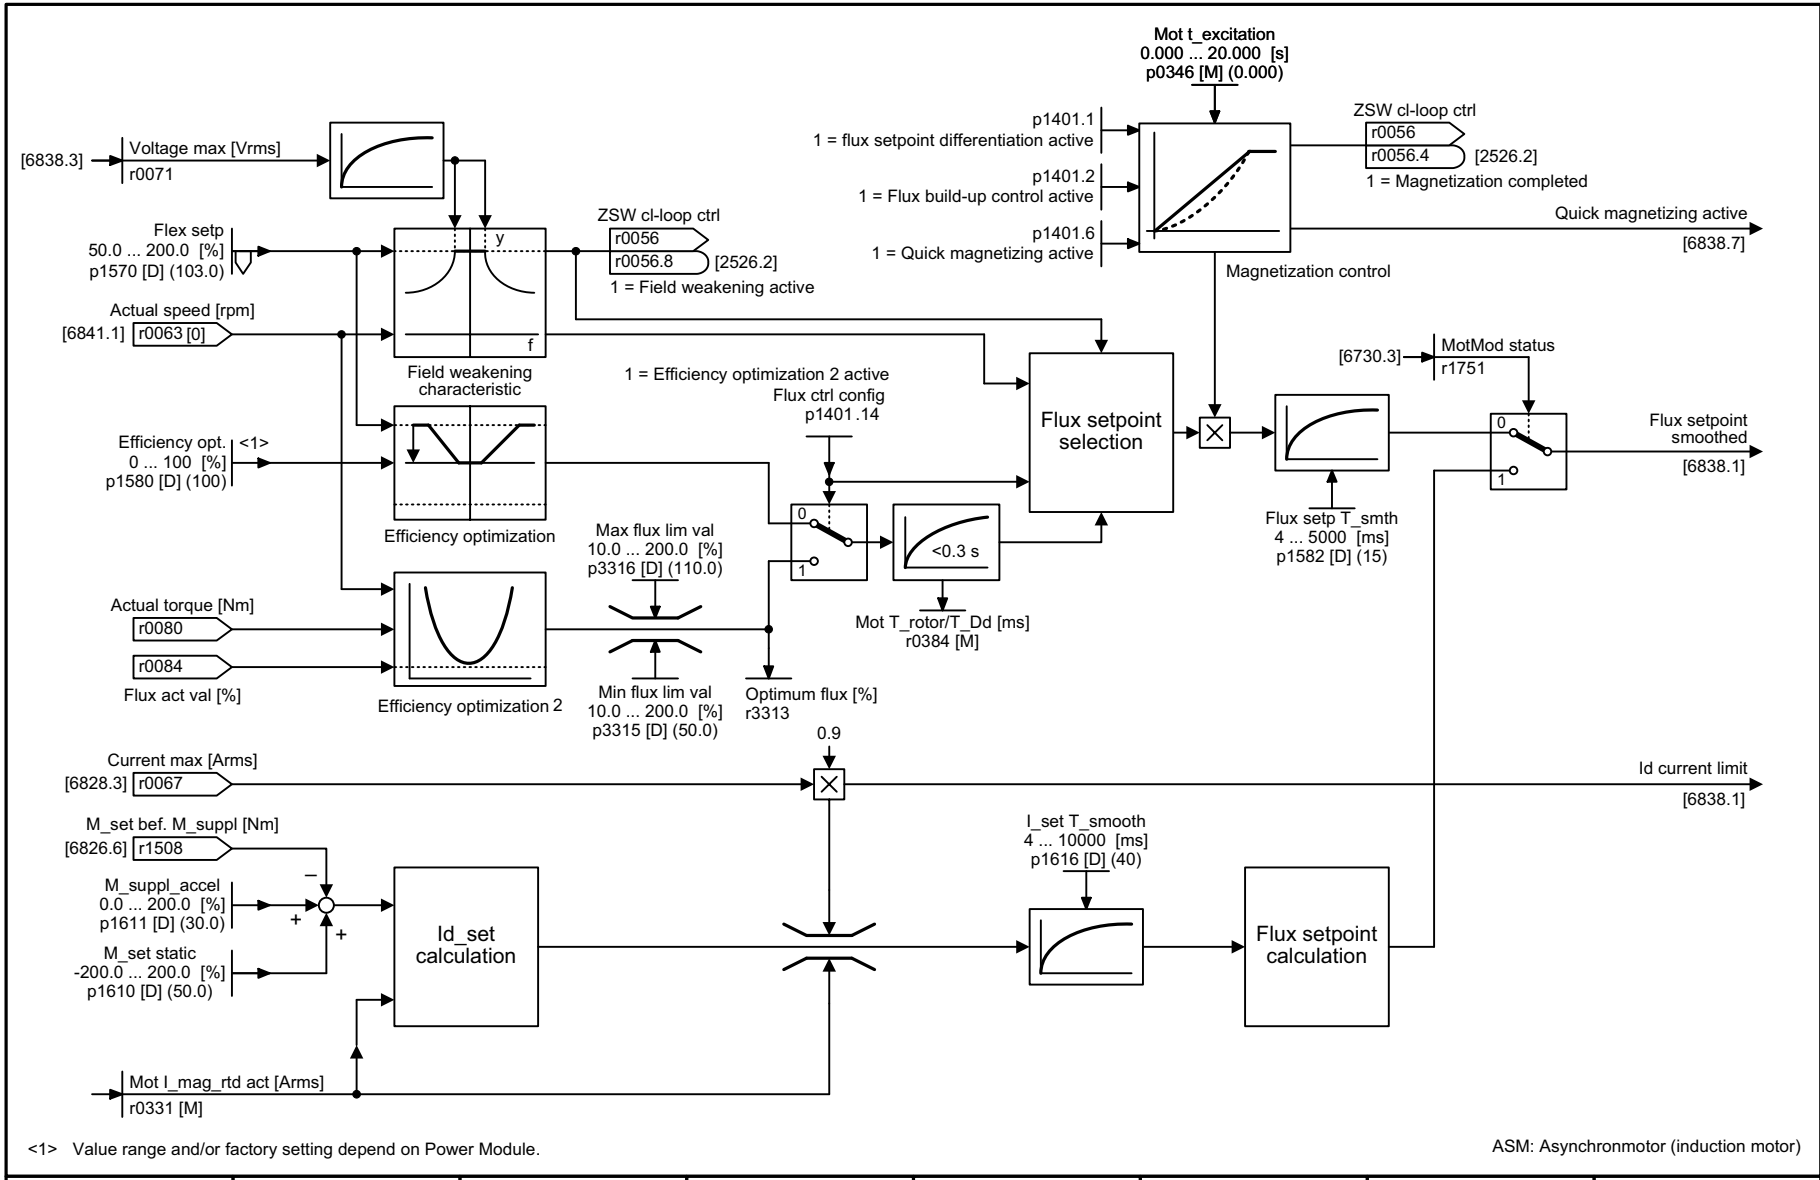 Mot t_excitation
0.000 ... 20.000 [s]
p0346 [M] (0.000)
ZSW cl-loop ctrl
r0056
r0056.4
[2526.2]
1 = Magnetization completed
p1401.1
1 = flux setpoint differentiation active
p1401.2
1 = Flux build-up control active
p1401.6
1 = Quick magnetizing active
Magnetization control
Quick magnetizing active
[6838.7]
[6838.3]
Voltage max [Vrms]
r0071
Flex setp
50.0 ... 200.0 [%]
p1570 [D] (103.0)
Actual speed [rpm]
[6841.1]
r0063 [0]
y
f
Field weakening
characteristic
ZSW cl-loop ctrl
r0056
r0056.8
[2526.2]
1 = Field weakening active
1 = Efficiency optimization 2 active
Flux ctrl config
p1401.14
Efficiency opt.
<1>
0 ... 100 [%]
p1580 [D] (100)
Efficiency optimization
Flux setpoint
selection
[6730.3]
MotMod status
r1751
0
1
Flux setpoint
smoothed
[6838.1]
Flux setp T_smth
4 ... 5000 [ms]
p1582 [D] (15)
0
1
<0.3 s
Mot T_rotor/T_Dd [ms]
r0384 [M]
Max flux lim val
10.0 ... 200.0 [%]
p3316 [D] (110.0)
Actual torque [Nm]
r0080
r0084
Flux act val [%]
Efficiency optimization 2
Min flux lim val
10.0 ... 200.0 [%]
p3315 [D] (50.0)
Optimum flux [%]
r3313
0.9
Current max [Arms]
[6828.3]
r0067
Id current limit
[6838.1]
M_set bef. M_suppl [Nm]
[6826.6]
r1508
–
M_suppl_accel
0.0 ... 200.0 [%]
p1611 [D] (30.0)
+
+
M_set static
-200.0 ... 200.0 [%]
p1610 [D] (50.0)
Id_set
calculation
I_set T_smooth
4 ... 10000 [ms]
p1616 [D] (40)
Flux setpoint
calculation
Mot I_mag_rtd act [Arms]
r0331 [M]
<1> Value range and/or factory setting depend on Power Module.
ASM: Asynchronmotor (induction motor)